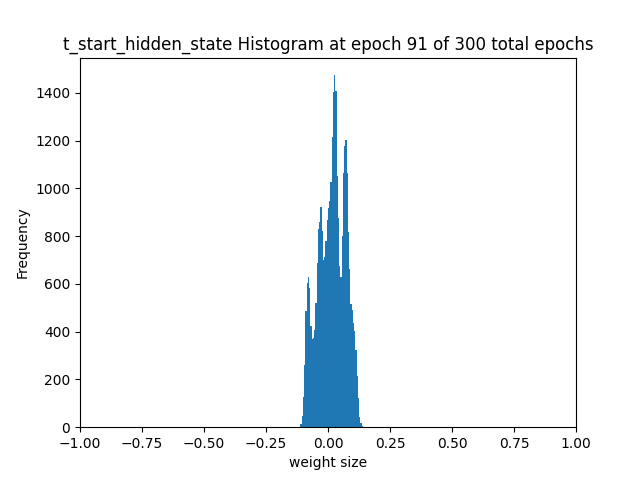 t_start_hidden_state Histogram at epoch 91 of 300 total epochs
1400
1200
1000
800
600
400
200
0
Frequency
−1.00 −0.75 −0.50 −0.25 0.00 0.25 0.50 0.75 1.00
weight size